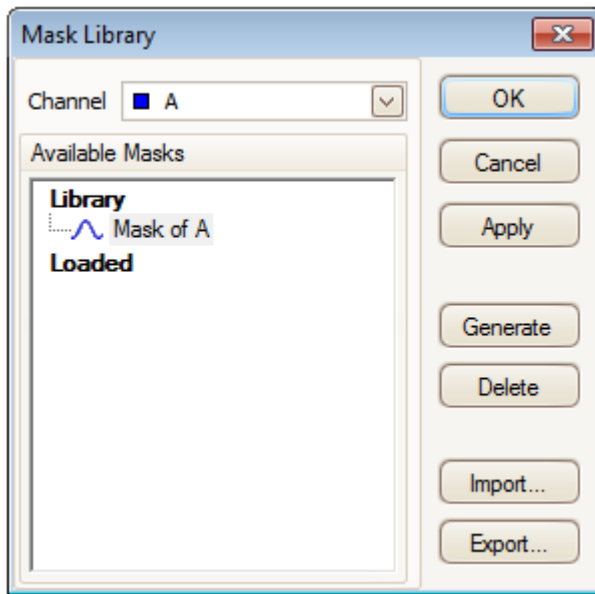 Mask Library
Channel A
Available Masks
Library
Mask of A
Loaded
OK
Cancel
Apply
Generate
Delete
Import...
Export...